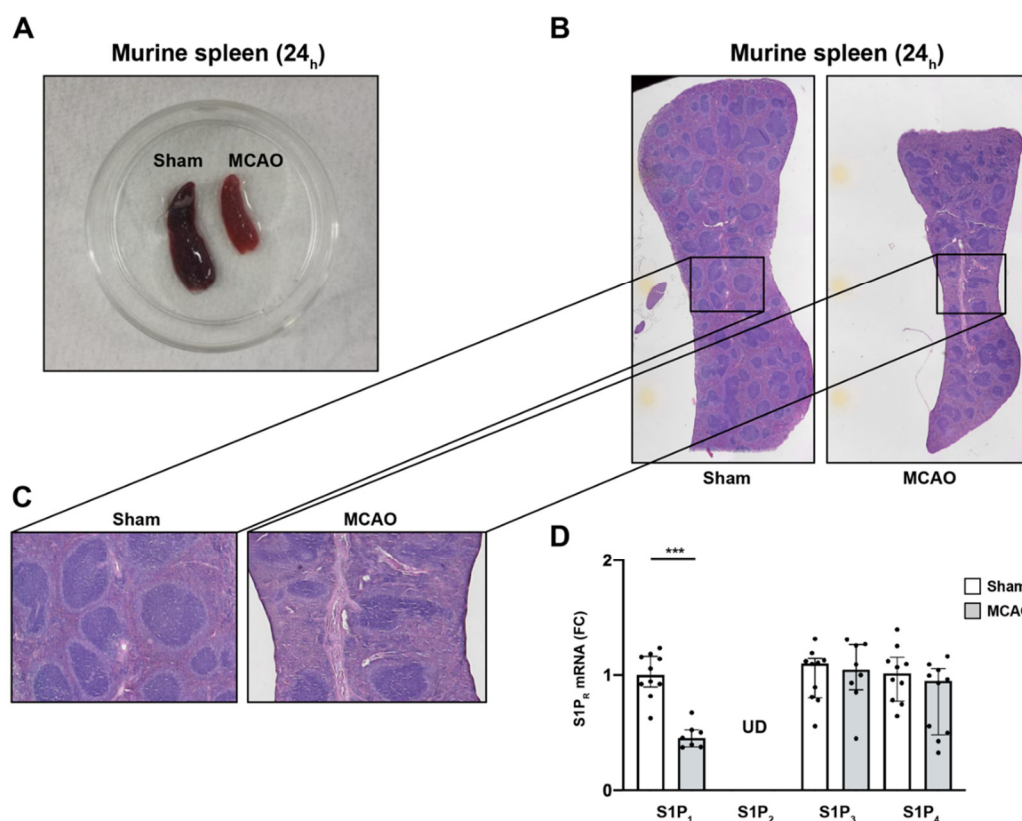 A
Murine spleen (24h)
Sham MCAO
B
Murine spleen (24h)
Sham
MCAO
C
Sham
MCAO
D
***
2
1
0
S1PR mRNA (FC)
UD
Sham
MCAO
S1P1
S1P2
S1P3
S1P4